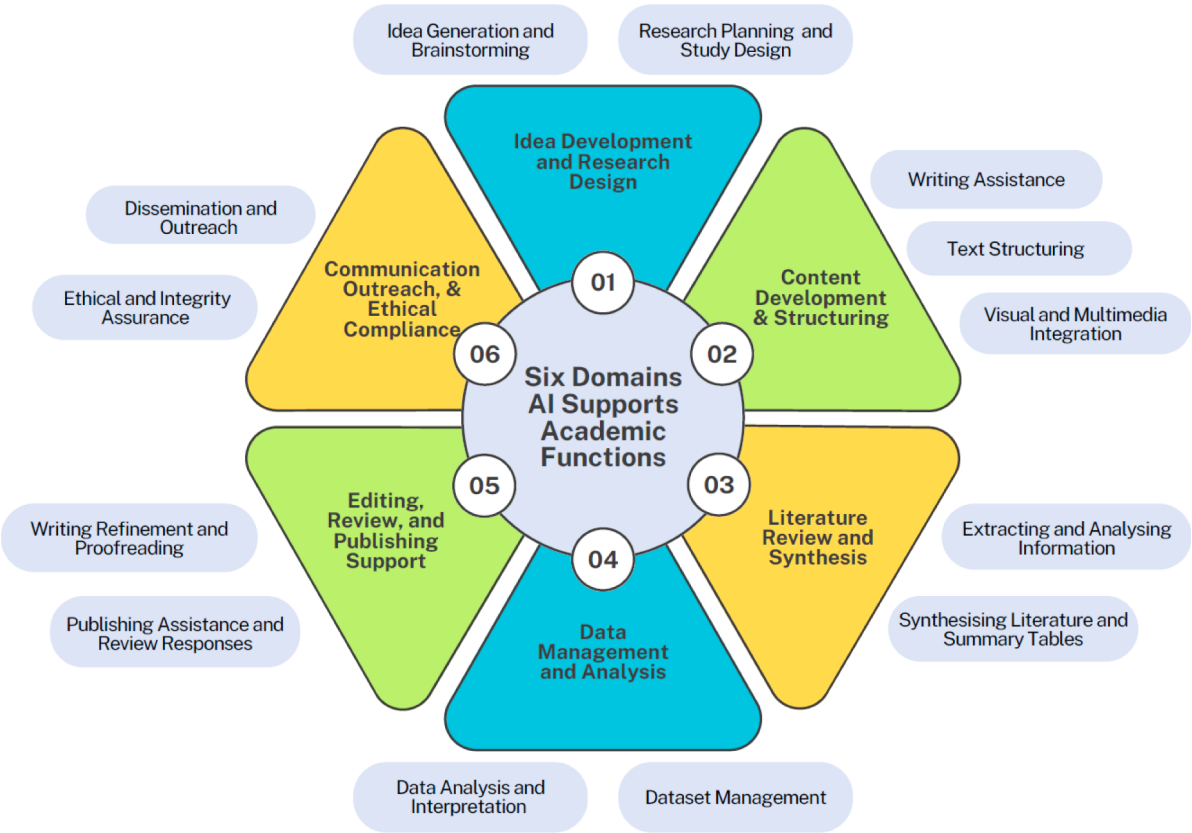 Idea Generation and
Brainstorming
Research Planning and
Study Design
Idea Development
and Research
Design
01
Writing Assistance
Text Structuring
Visual and Multimedia
Integration
Content
Development
& Structuring
02
Extracting and Analysing
Information
Synthesising Literature and
Summary Tables
Literature
Review and
Synthesis
03
Data
Management
and Analysis
04
Data Analysis and
Interpretation
Dataset Management
Editing,
Review, and
Publishing
Support
05
Writing Refinement and
Proofreading
Publishing Assistance and
Review Responses
Communication
Outreach, &
Ethical
Compliance
06
Dissemination and
Outreach
Ethical and Integrity
Assurance
Six Domains
AI Supports
Academic
Functions